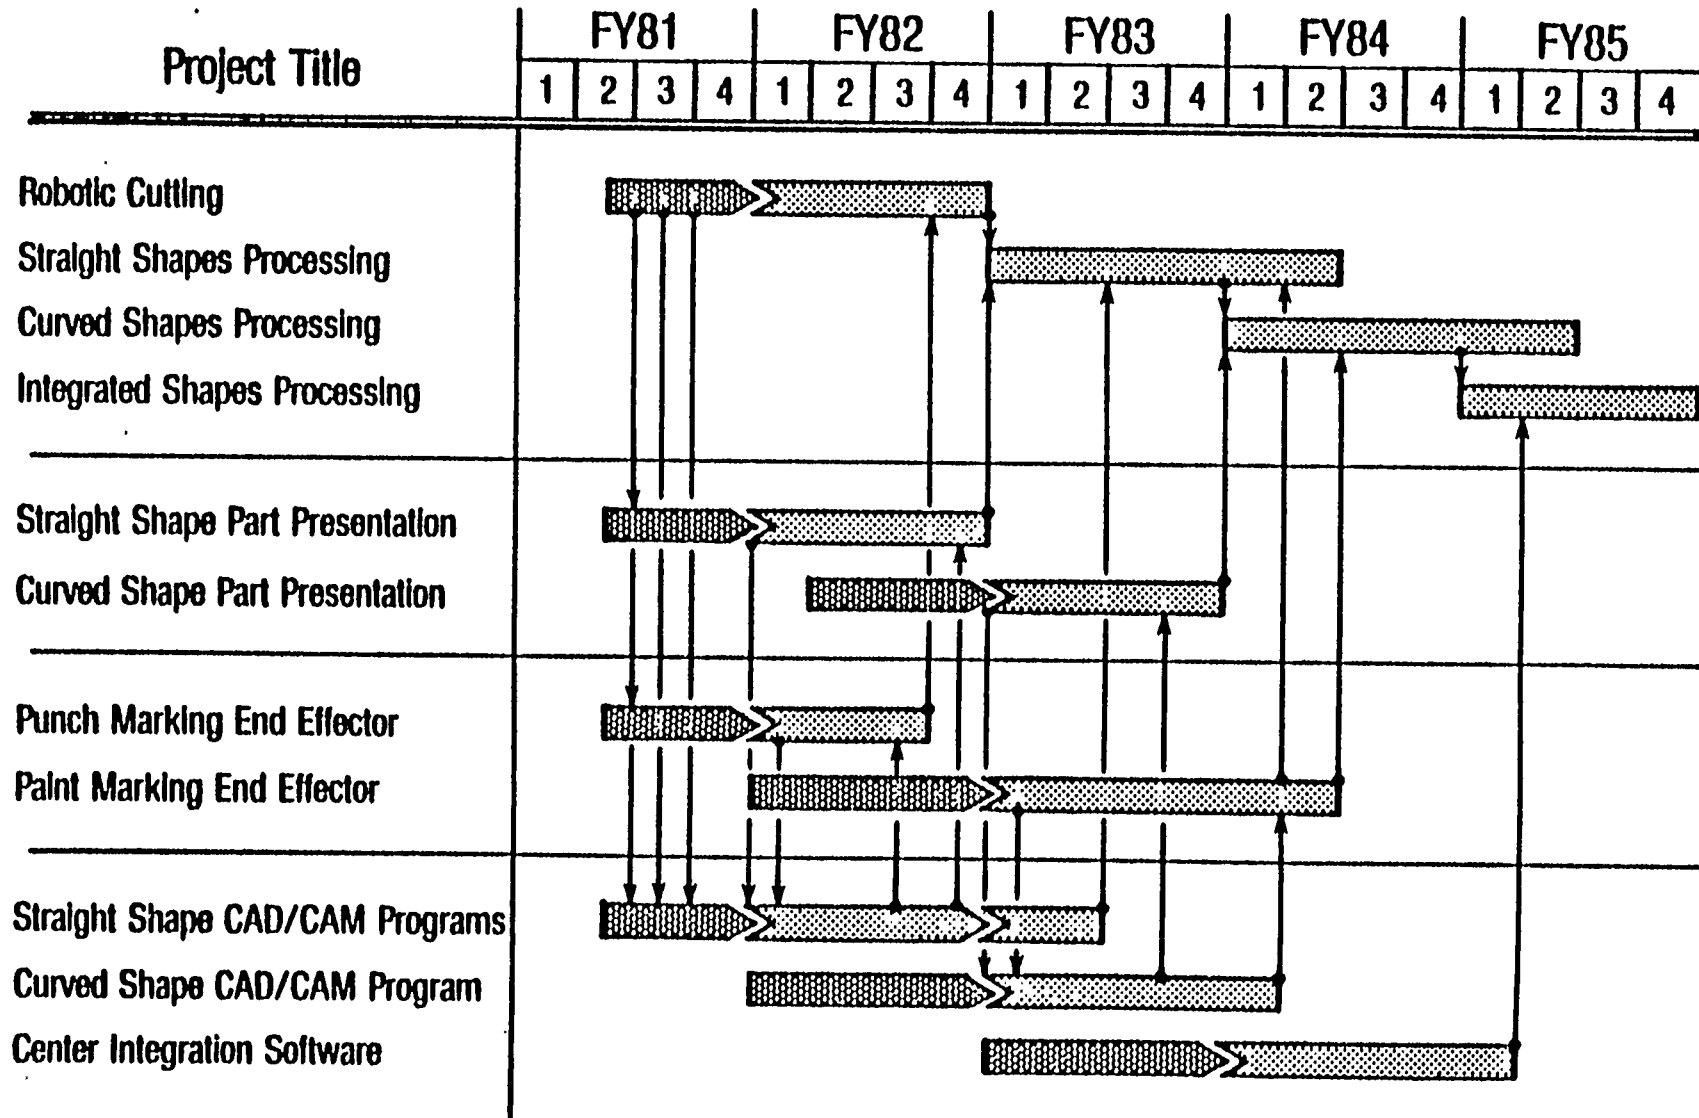 Project Title
FY81 FY82 FY83 FY84 FY85
1 2 3 4 1 2 3 4 1 2 3 4 1 2 3 4 1 2 3 4
Robotic Cutting
Straight Shapes Processing
Curved Shapes Processing
Integrated Shapes Processing
Straight Shape Part Presentation
Curved Shape Part Presentation
Punch Marking End Effector
Paint Marking End Effector
Straight Shape CAD/CAM Programs
Curved Shape CAD/CAM Program
Center Integration Software